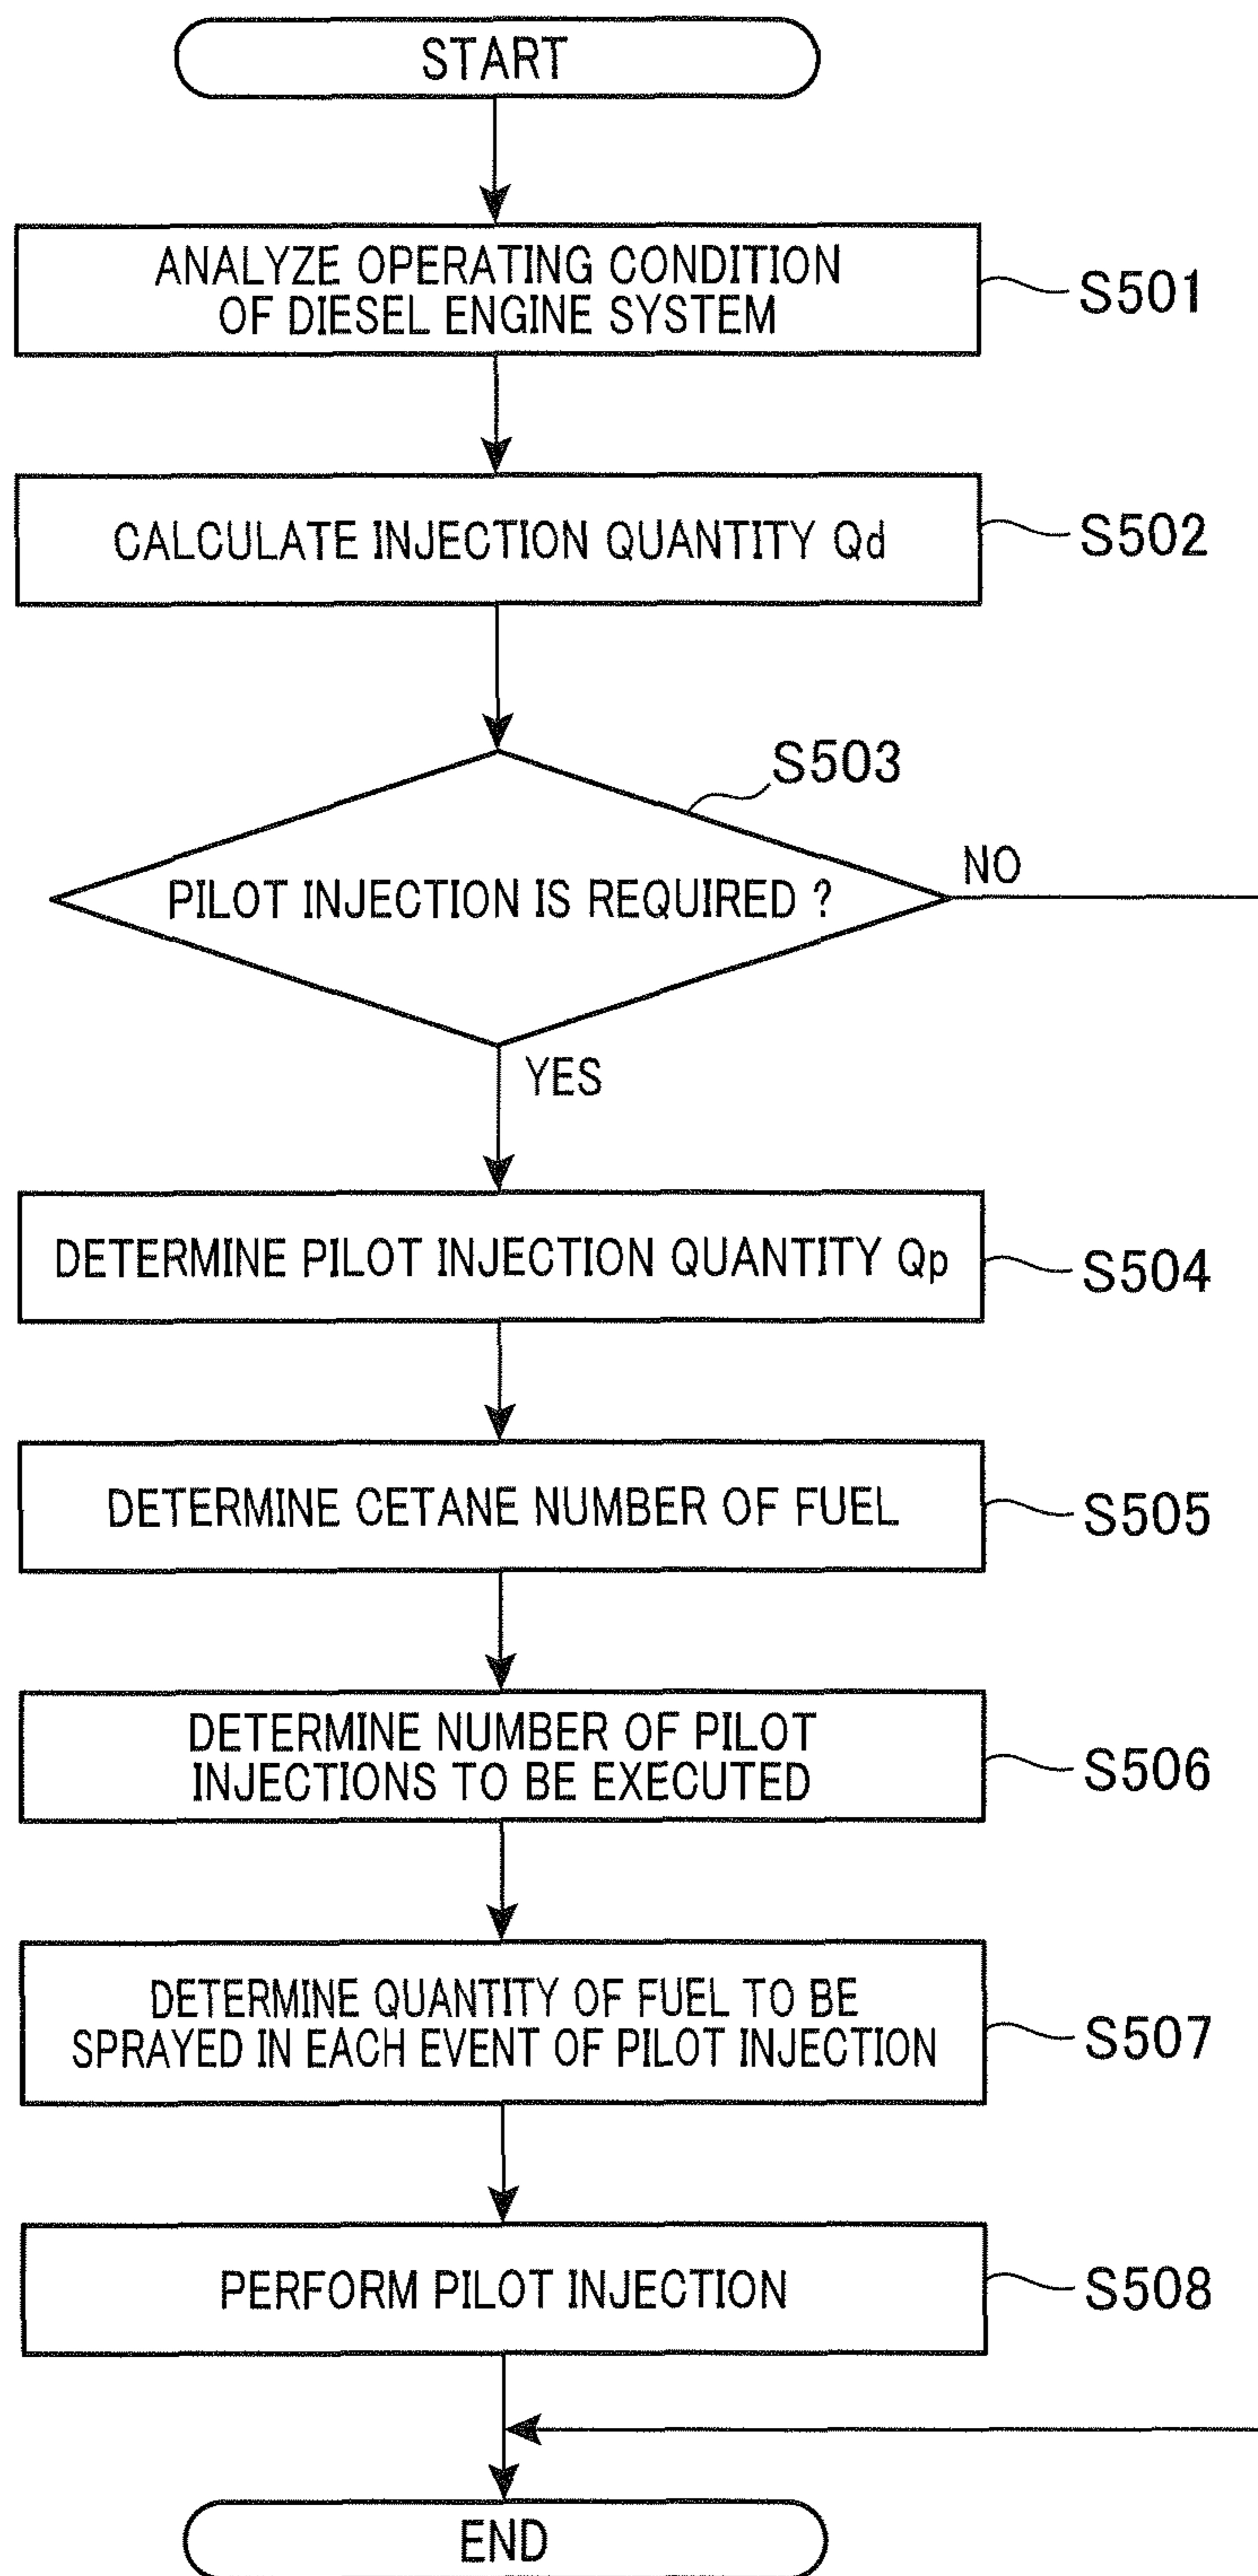 START
ANALYZE OPERATING CONDITION
OF DIESEL ENGINE SYSTEM
S501
CALCULATE INJECTION QUANTITY Qd
S502
S503
PILOT INJECTION IS REQUIRED ?
NO
YES
DETERMINE PILOT INJECTION QUANTITY Qp
S504
DETERMINE CETANE NUMBER OF FUEL
S505
DETERMINE NUMBER OF PILOT
INJECTIONS TO BE EXECUTED
S506
DETERMINE QUANTITY OF FUEL TO BE
SPRAYED IN EACH EVENT OF PILOT INJECTION
S507
PERFORM PILOT INJECTION
S508
END